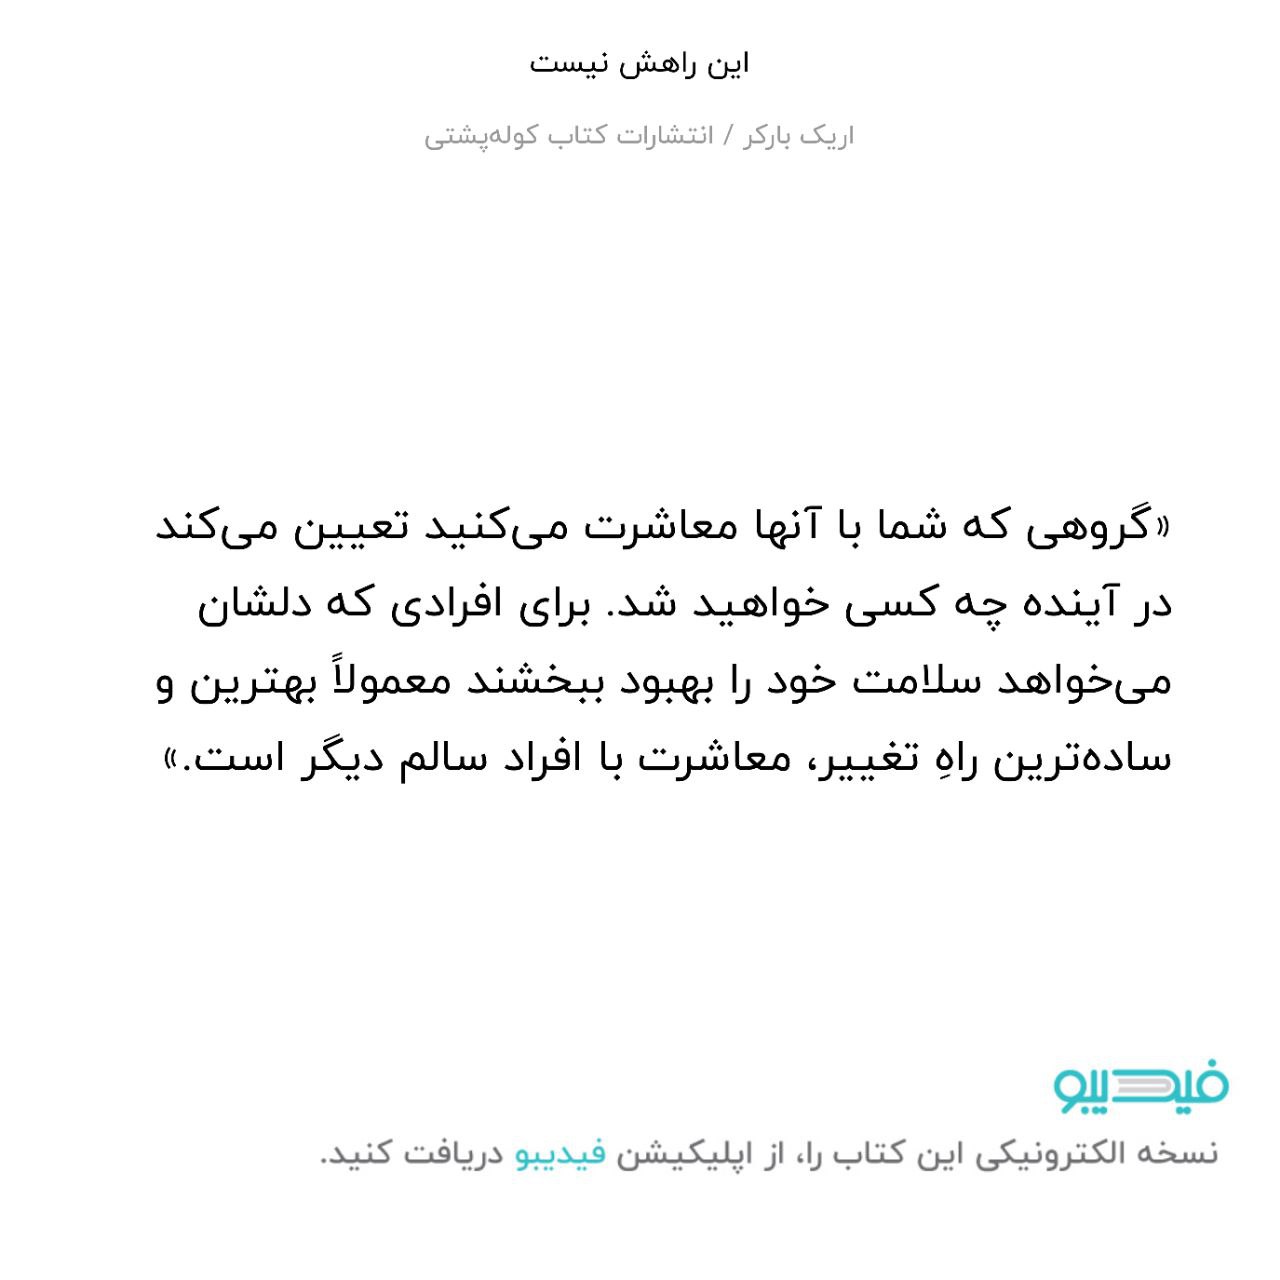 این راهش نیست
اریک بارکر / انتشارات کتاب کوله‌پشتی
«گروهی که شما با آنها معاشرت می‌کنید تعیین می‌کند
در آینده چه کسی خواهید شد. برای افرادی که دلشان
می‌خواهد سلامت خود را بهبود ببخشند معمولاً بهترین و
ساده‌ترین راهِ تغییر، معاشرت با افراد سالم دیگر است.»
فیدیبو
نسخه الکترونیکی این کتاب را، از اپلیکیشن فیدیبو دریافت کنید.